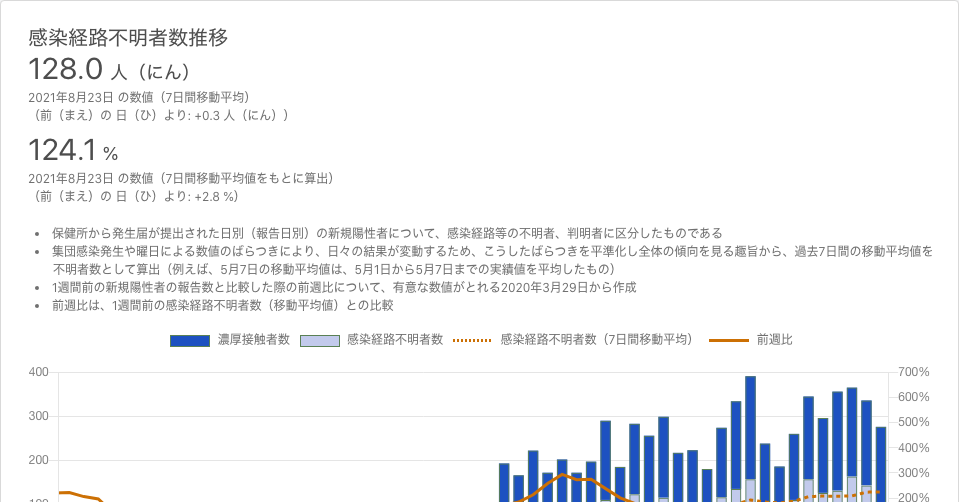 感染経路不明者数推移
128.0 人（にん）
2021年8月23日 の数値（7日間移動平均）
（前（まえ）の 日（ひ）より: +0.3 人（にん））
124.1 %
2021年8月23日 の数値（7日間移動平均値をもとに算出）
（前（まえ）の 日（ひ）より: +2.8 %)
• 保健所から発生届が提出された日別（報告日別）の新規陽性者について、感染経路等の不明者、判明者に区分したものである
• 集団感染発生や曜日による数値のばらつきにより、日々の結果が変動するため、こうしたばらつきを平準化し全体の傾向を見る趣旨から、過去7日間の移動平均値を
不明者数として算出（例えば、5月7日の移動平均値は、5月1日から5月7日までの実績値を平均したもの）
• 1週間前の新規陽性者の報告数と比較した際の前週比について、有意な数値がとれる2020年3月29日から作成
• 前週比は、1週間前の感染経路不明者数（移動平均値）との比較
濃厚接触者数 感染経路不明者数 感染経路不明者数（7日間移動平均） 前週比
400 700%
600%
300 500%
400%
200 300%
100 200%